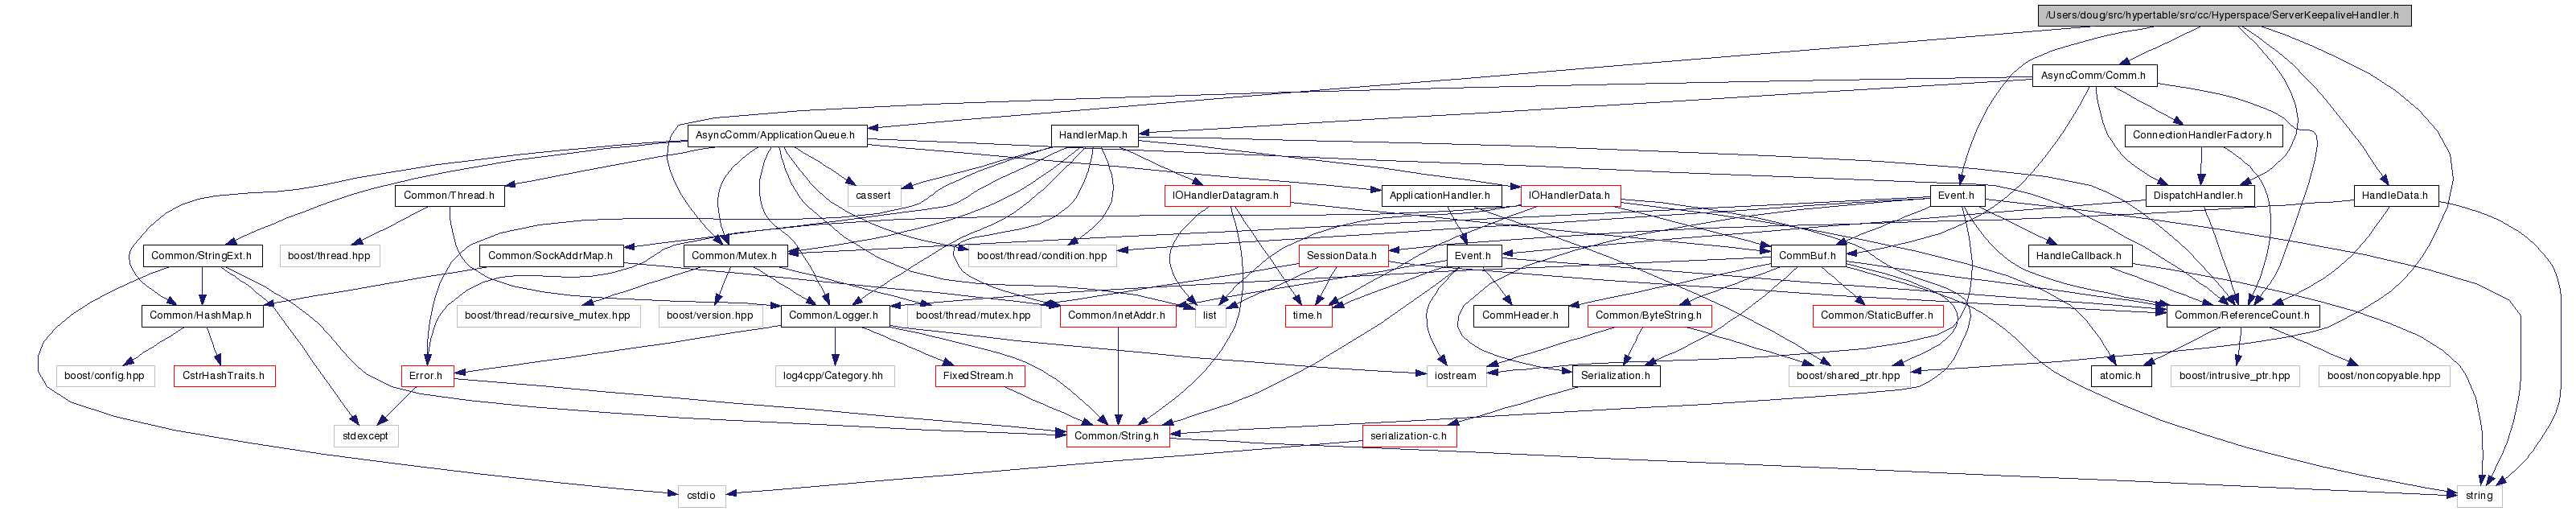 /Users/doug/src/hypertable/src/cc/Hyperspace/ServerKeepaliveHandler.h
AsyncComm/Comm.h
AsyncComm/ApplicationQueue.h
HandlerMap.h
ConnectionHandlerFactory.h
Common/Thread.h
cassert
IOHandlerDatagram.h
ApplicationHandler.h
IOHandlerData.h
Event.h
DispatchHandler.h
HandleData.h
Common/StringExt.h
boost/thread.hpp
Common/SockAddrMap.h
Common/Mutex.h
boost/thread/condition.hpp
SessionData.h
Event.h
CommBuf.h
HandleCallback.h
Common/HashMap.h
boost/thread/recursive_mutex.hpp
boost/version.hpp
Common/Logger.h
boost/thread/mutex.hpp
Common/InetAddr.h
list
time.h
CommHeader.h
Common/ByteString.h
Common/StaticBuffer.h
Common/ReferenceCount.h
boost/config.hpp
CstrHashTraits.h
Error.h
log4cpp/Category.hh
FixedStream.h
iostream
Serialization.h
boost/shared_ptr.hpp
atomic.h
boost/intrusive_ptr.hpp
boost/noncopyable.hpp
stdexcept
Common/String.h
serialization-c.h
cstdio
string